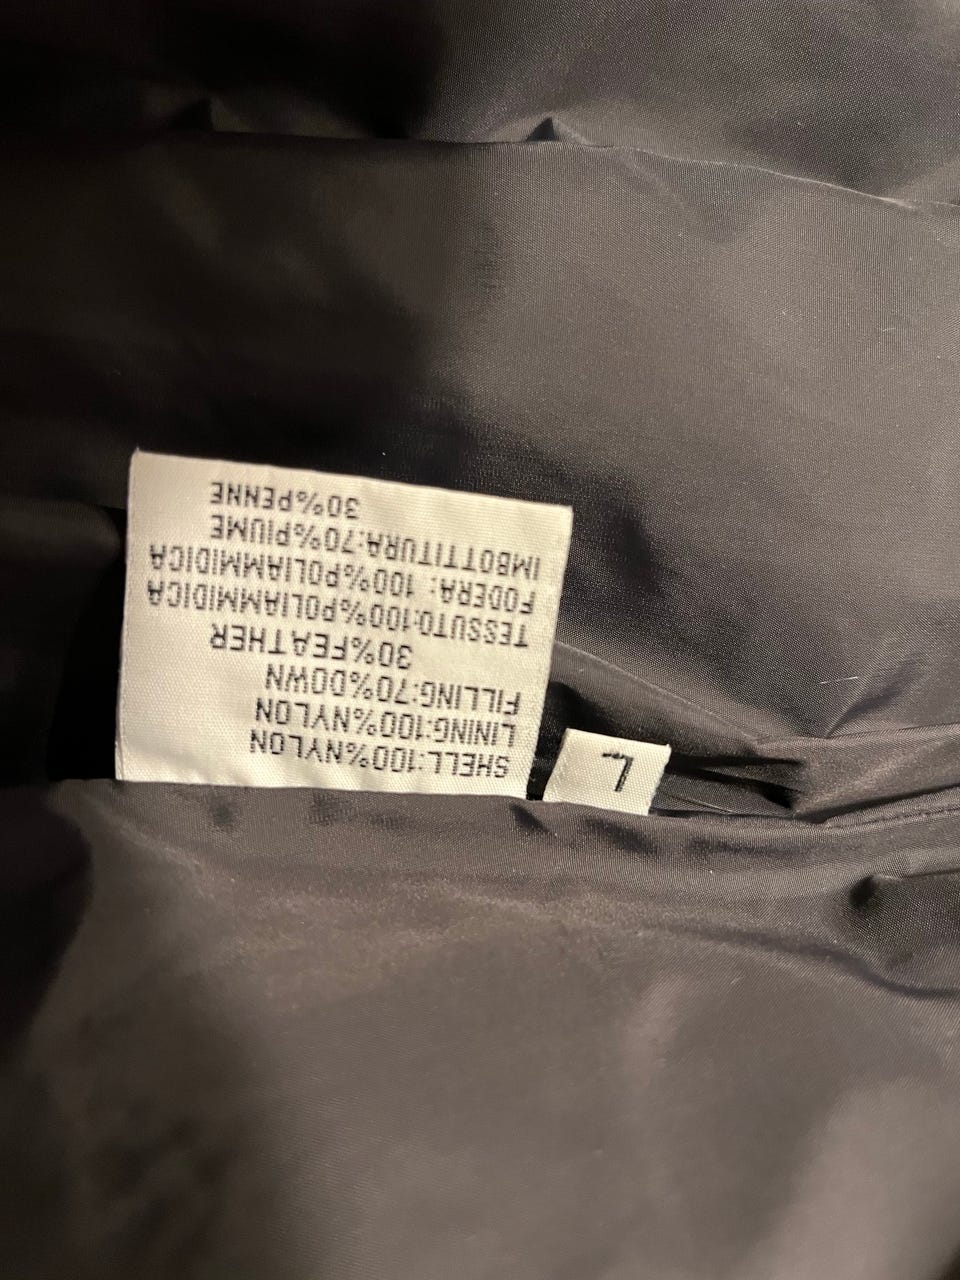 SHELL:100%NYLON
LINING:100%NYLON
FILLING:70%DOWN
30%FEATHER
TESSUTO:100%POLIAMMIDICA
FODERA: 100%POLIAMMIDICA
IMBOTTITURA:70%PIUME
30%PENNE
L